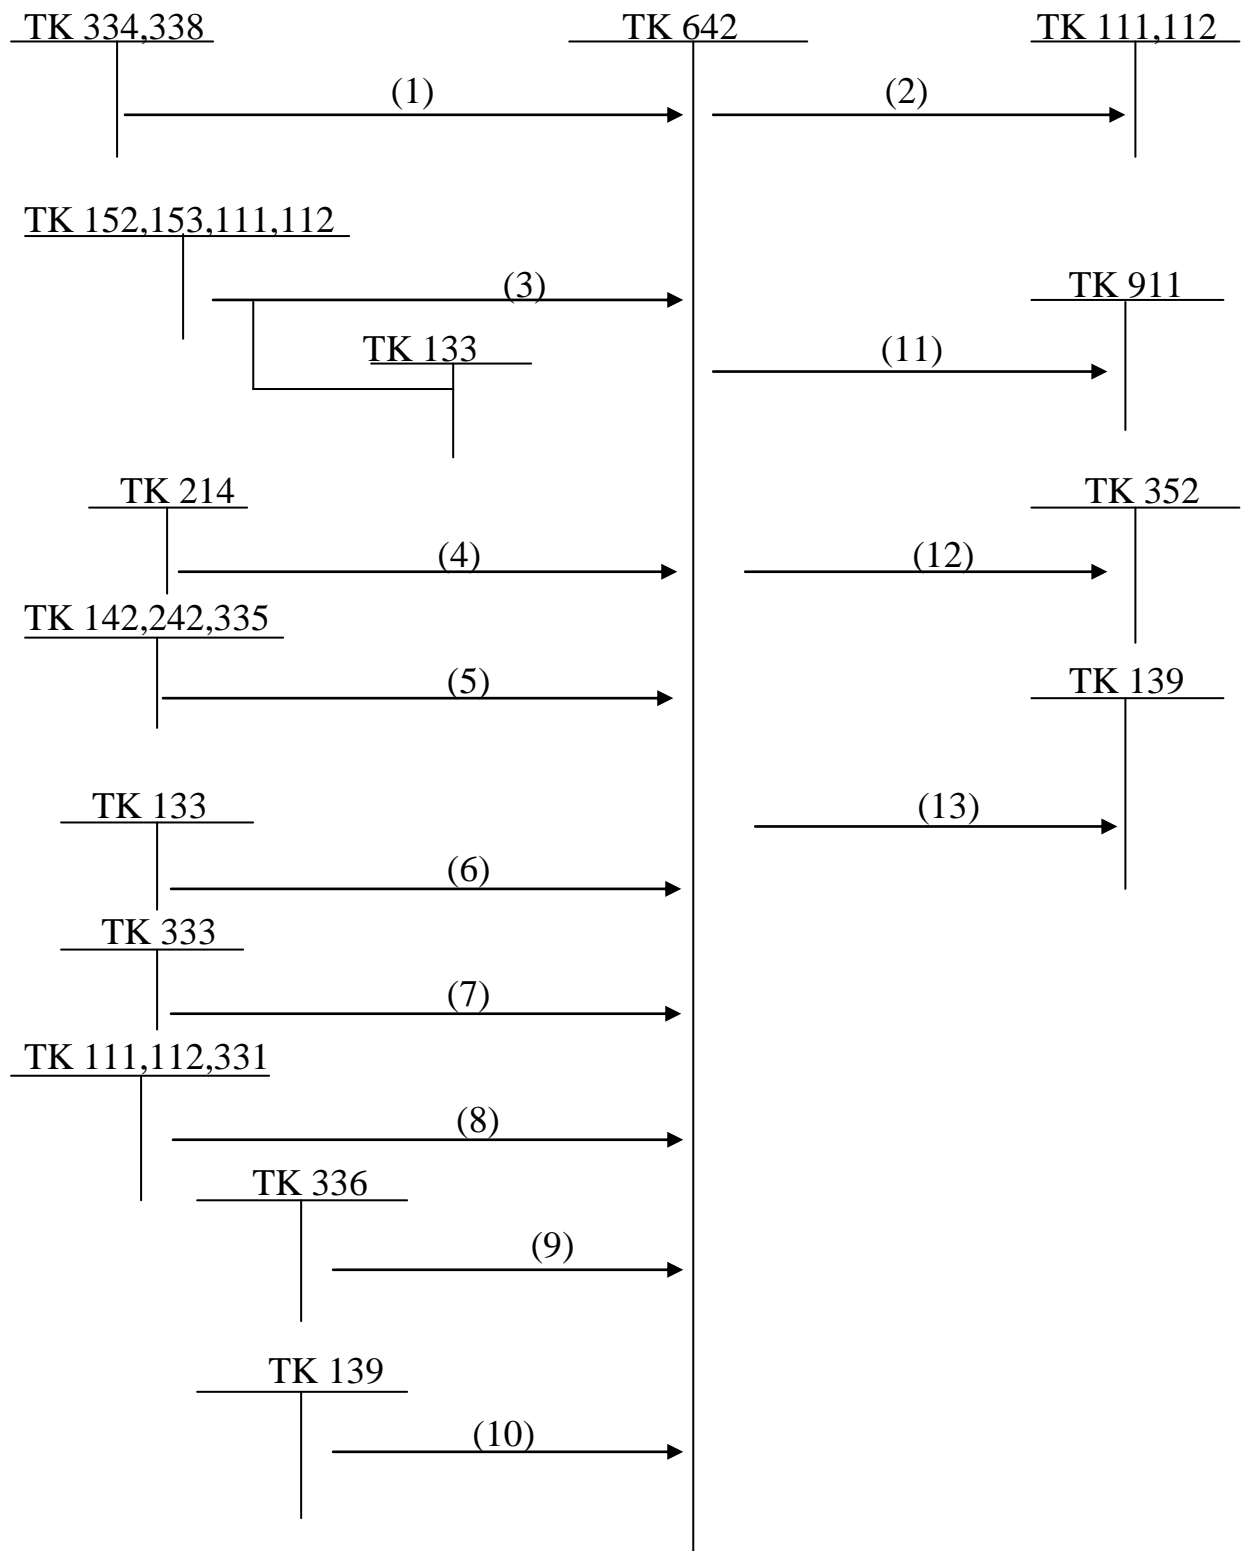 TK 334,338
TK 642
TK 111,112
(1)
(2)
TK 152,153,111,112
(3)
TK 911
TK 133
(11)
TK 214
TK 352
(4)
(12)
TK 142,242,335
(5)
TK 139
TK 133
(13)
(6)
TK 333
(7)
TK 111,112,331
(8)
TK 336
(9)
TK 139
(10)